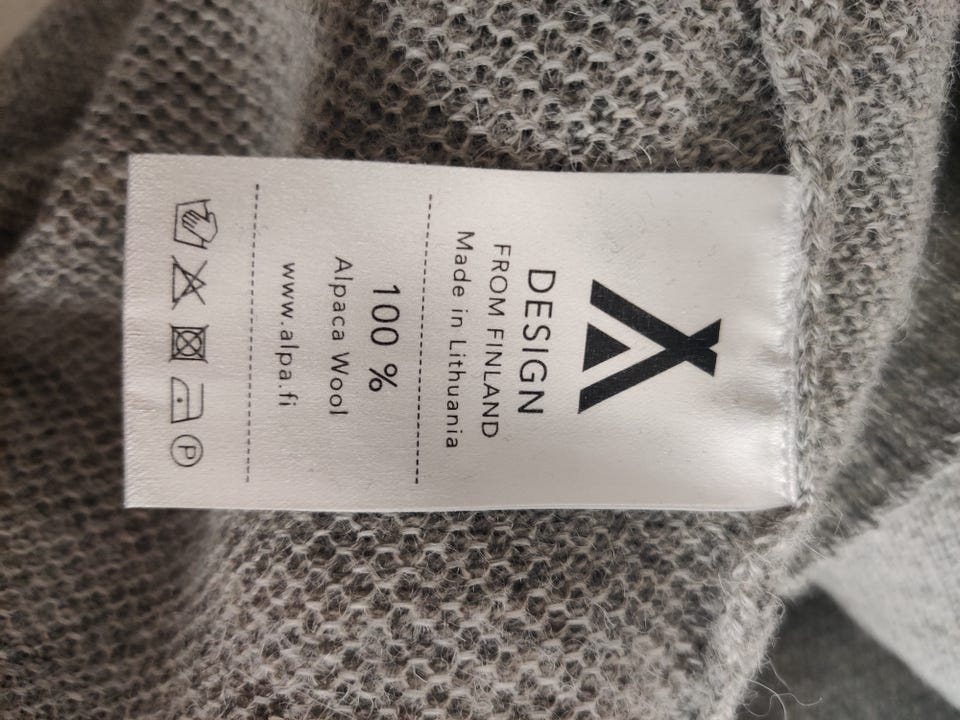 DESIGN
FROM FINLAND
Made in Lithuania
100 %
Alpaca Wool
www.alpa.fi
P